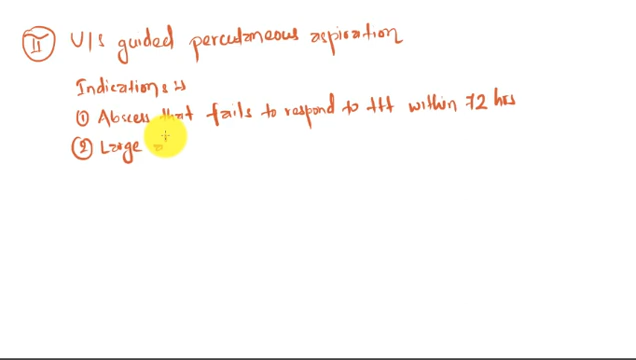 II U/S guided percutaneous aspiration
Indications :-
① Abscess that fails to respond to ttt within 72 hrs
② Large